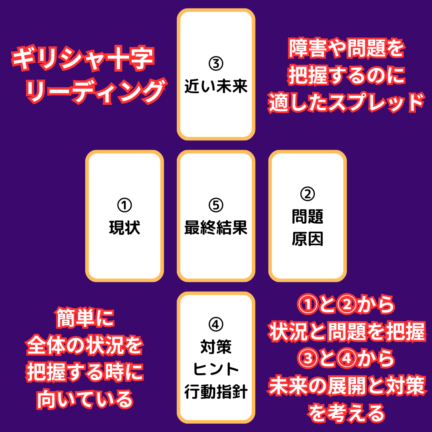 ギリシャ十字
リーディング
③
近い未来
障害や問題を
把握するのに
適したスプレッド
①
現状
⑤
最終結果
②
問題
原因
簡単に
全体の状況を
把握する時に
向いている
④
対策
ヒント
行動指針
①と②から
状況と問題を把握
③と④から
未来の展開と対策
を考える